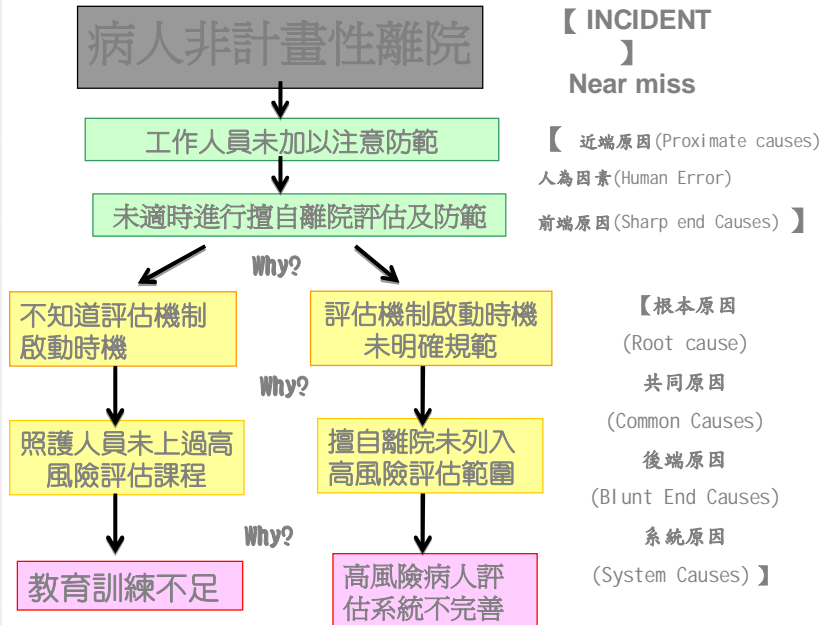 病人非計畫性離院
【 INCIDENT
】
Near miss
工作人員未加以注意防範
【 近端原因(Proximate causes)
人為因素(Human Error)
未適時進行擅自離院評估及防範
前端原因(Sharp end Causes) 】
Why?
不知道評估機制
啟動時機
評估機制啟動時機
未明確規範
【根本原因
(Root cause)
Why?
共同原因
(Common Causes)
照護人員未上過高
風險評估課程
擅自離院未列入
高風險評估範圍
後端原因
(Blunt End Causes)
Why?
系統原因
(System Causes) 】
教育訓練不足
高風險病人評
估系統不完善